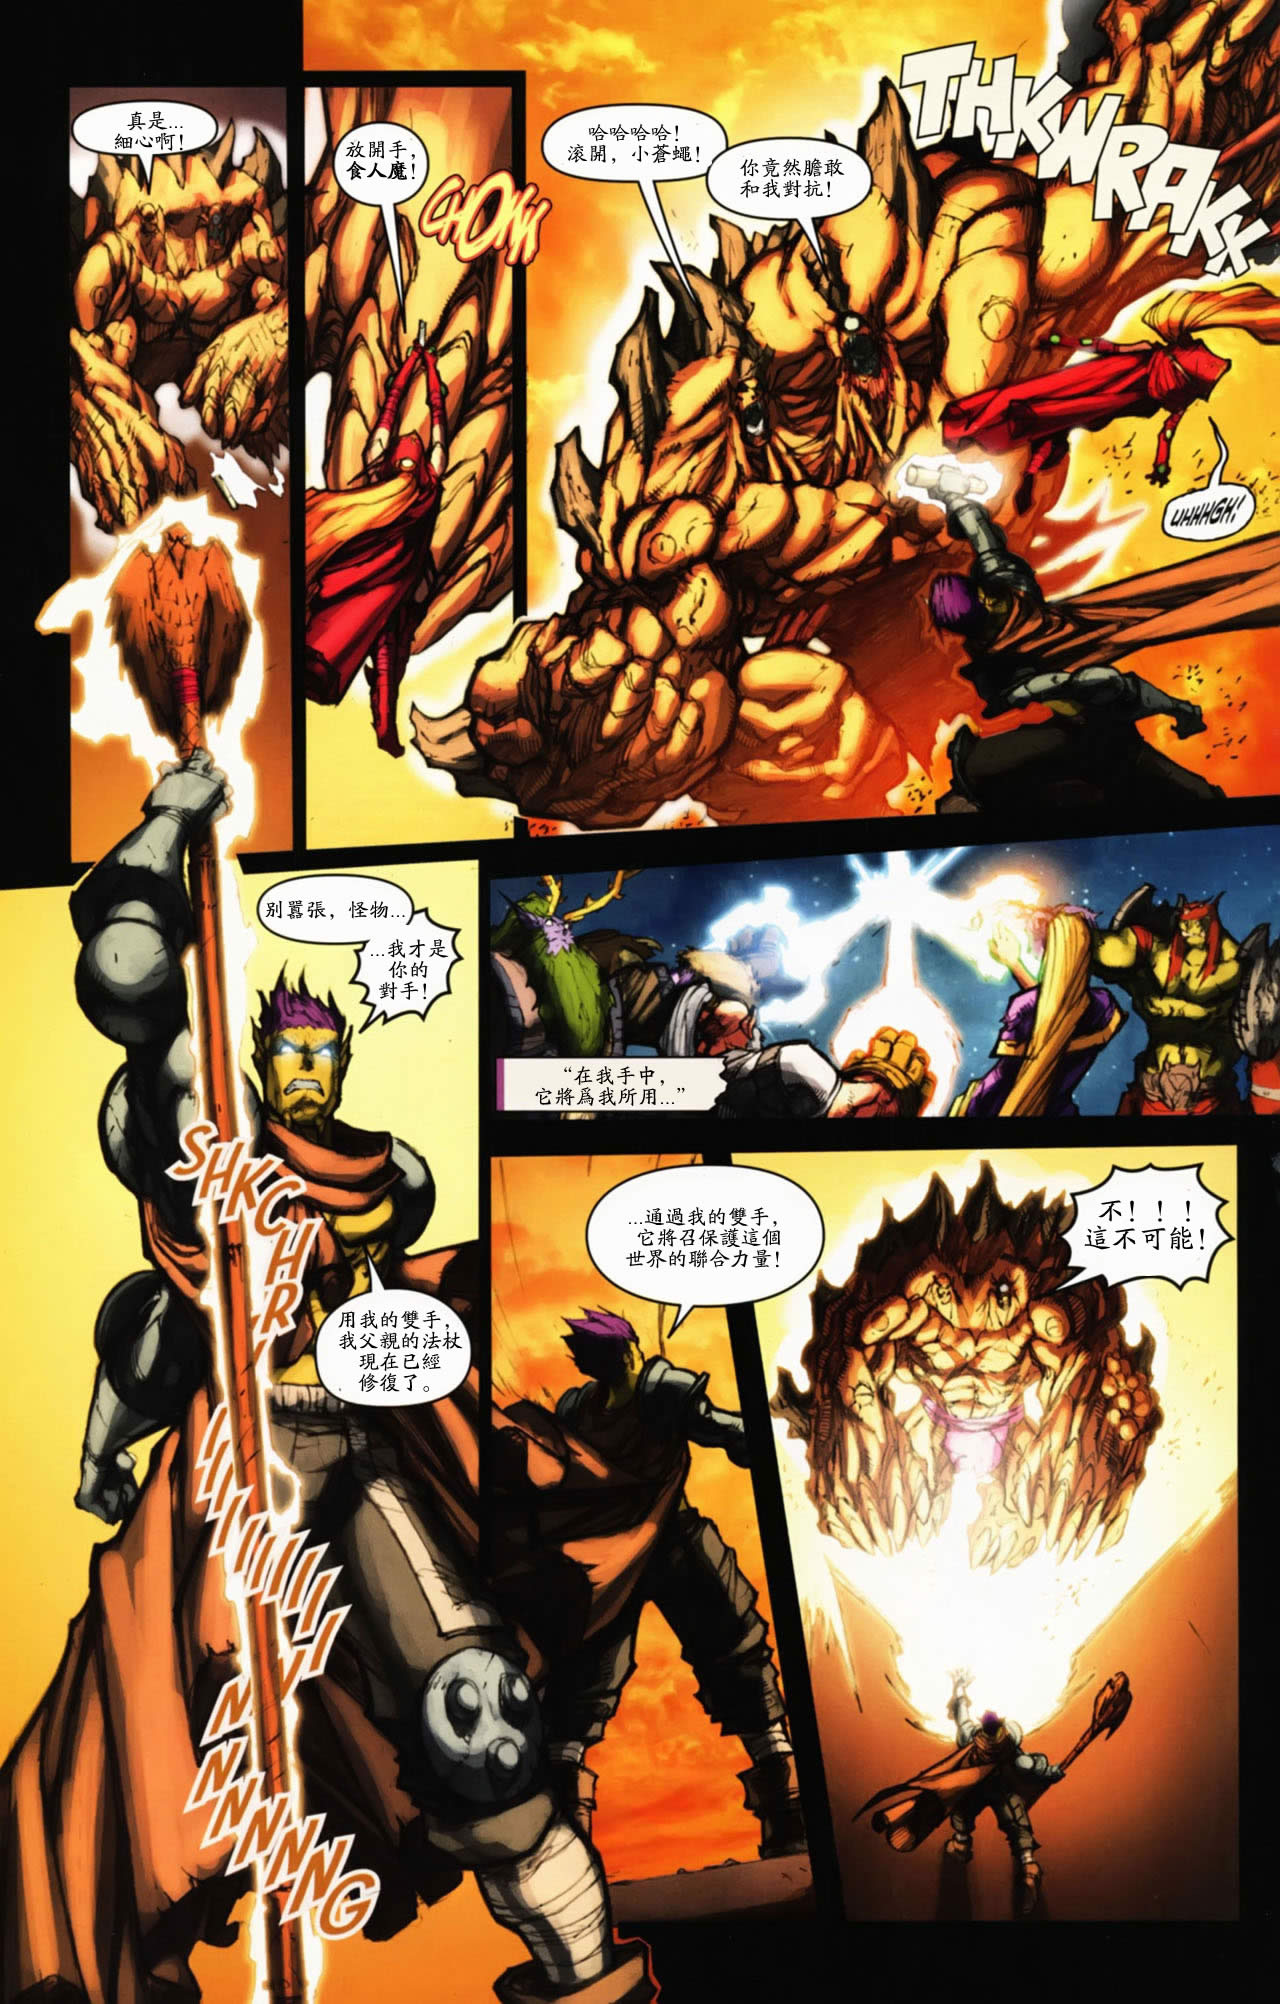 真是...
細心啊！
放開手，
食人魔！
CHOKK
哈哈哈哈！
滾開，小蒼蠅！
你竟然膽敢
和我對抗！
THKWRAKK
UHHHGH!
別囂張，怪物...
...我才是
你的
對手！
“在我手中，
它將爲我所用...”
SHKCHRIIIIIIIIIIINNNNNNNG
用我的雙手，
我父親的法杖
現在已經
修復了。
...通過我的雙手，
它將召保護這個
世界的聯合力量！
不！！！
這不可能！